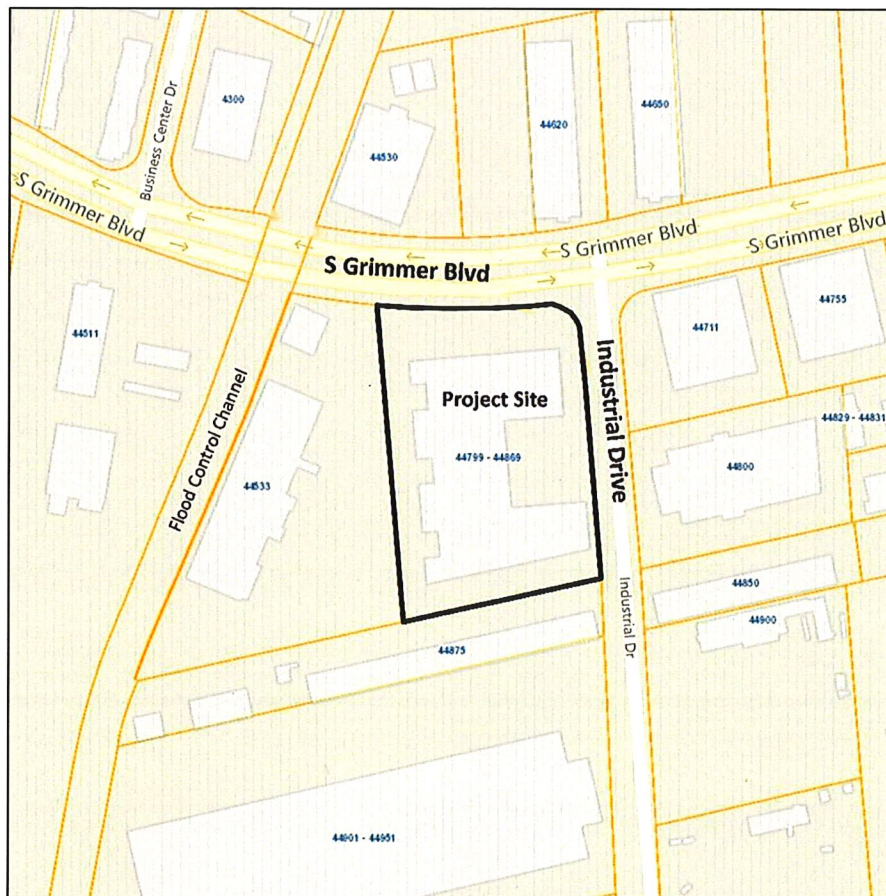 4300
Business Center Dr
44530
44620
44650
S Grimmer Blvd
S Grimmer Blvd
S Grimmer Blvd
S Grimmer Blvd
44511
44711
44755
Flood Control Channel
44533
Project Site
44799 - 44869
Industrial Drive
44829 - 44831
44800
44850
Industrial Dr
44900
44875
44901 - 44951